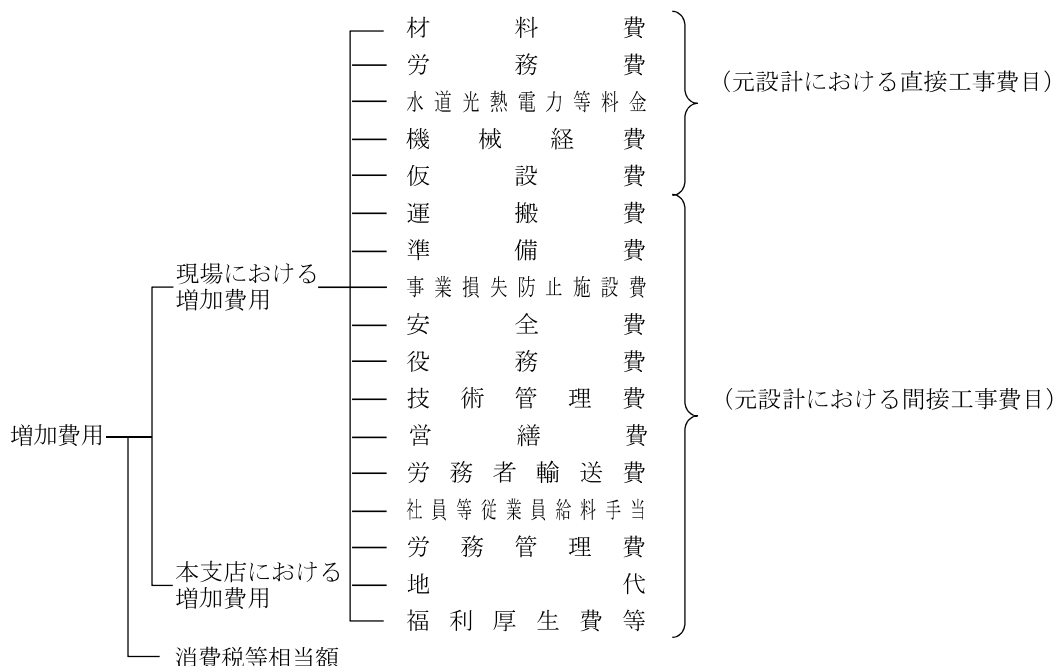 材料費
労務費
水道光熱電力等料金
機械経費
仮設費
(元設計における直接工事費目)
運搬費
準備費
事業損失防止施設費
安全費
役務費
技術管理費
営繕費
労務者輸送費
社員等従業員給料手当
労務管理費
地代
福利厚生費等
(元設計における間接工事費目)
現場における
増加費用
増加費用
本支店における
増加費用
消費税等相当額